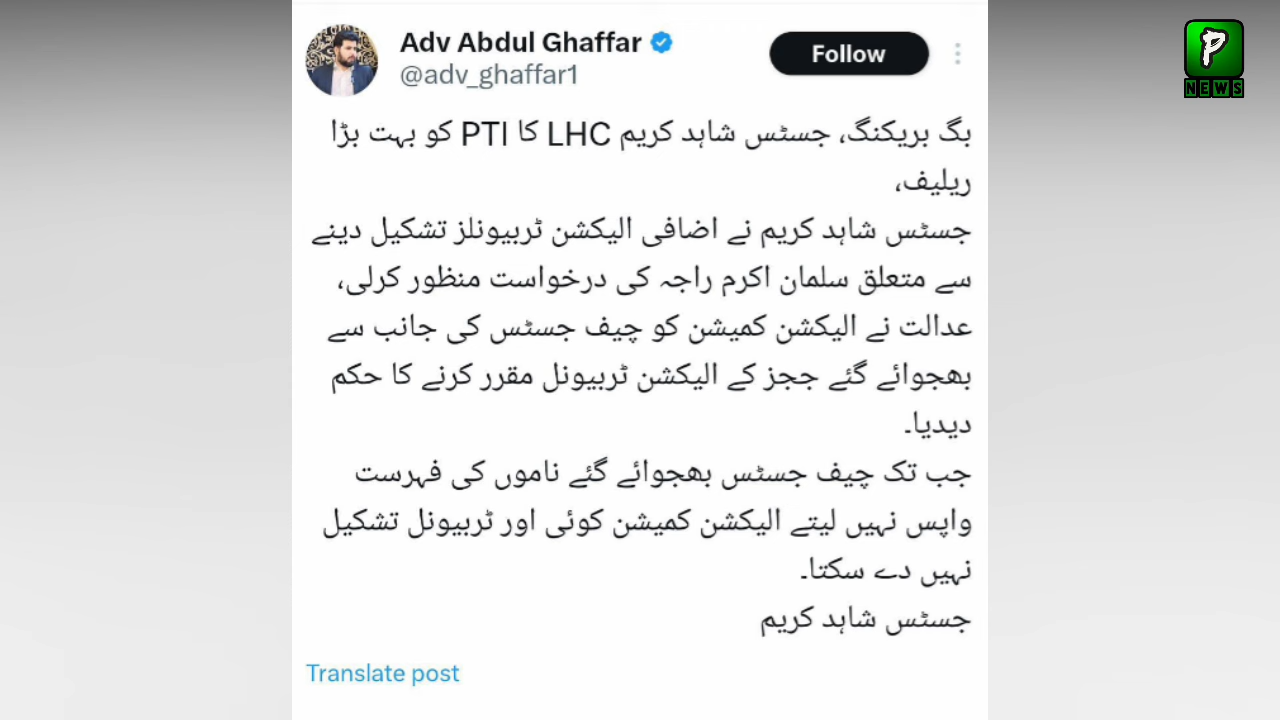 Adv Abdul Ghaffar
@adv_ghaffar1
Follow
P
NEWS
بگ بریکنگ، جسٹس شاہد کریم LHC کا PTI کو بہت بڑا
ریلیف،
جسٹس شاہد کریم نے اضافی الیکشن ٹربیونلز تشکیل دینے
سے متعلق سلمان اکرم راجہ کی درخواست منظور کرلی،
عدالت نے الیکشن کمیشن کو چیف جسٹس کی جانب سے
بھجوائے گئے ججز کے الیکشن ٹربیونل مقرر کرنے کا حکم
دیدیا۔
جب تک چیف جسٹس بھجوائے گئے ناموں کی فہرست
واپس نہیں لیتے الیکشن کمیشن کوئی اور ٹربیونل تشکیل
نہیں دے سکتا۔
جسٹس شاہد کریم
Translate post